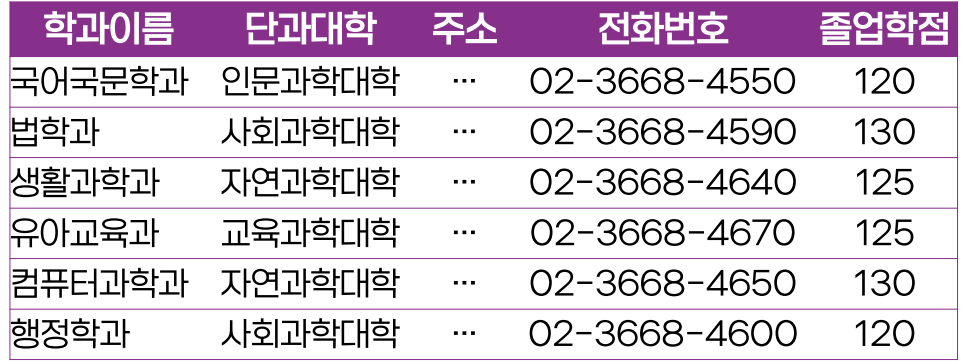 학과이름 단과대학 주소 전화번호 졸업학점
국어국문학과 인문과학대학 … 02-3668-4550 120
법학과 사회과학대학 … 02-3668-4590 130
생활과학과 자연과학대학 … 02-3668-4640 125
유아교육과 교육과학대학 … 02-3668-4670 125
컴퓨터과학과 자연과학대학 … 02-3668-4650 130
행정학과 사회과학대학 … 02-3668-4600 120